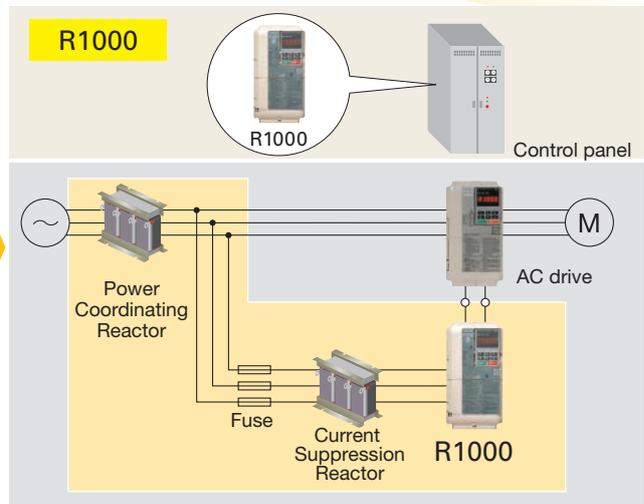 R1000
R1000
Control panel
M
AC drive
Power
Coordinating
Reactor
Fuse
Current
Suppression
Reactor
R1000